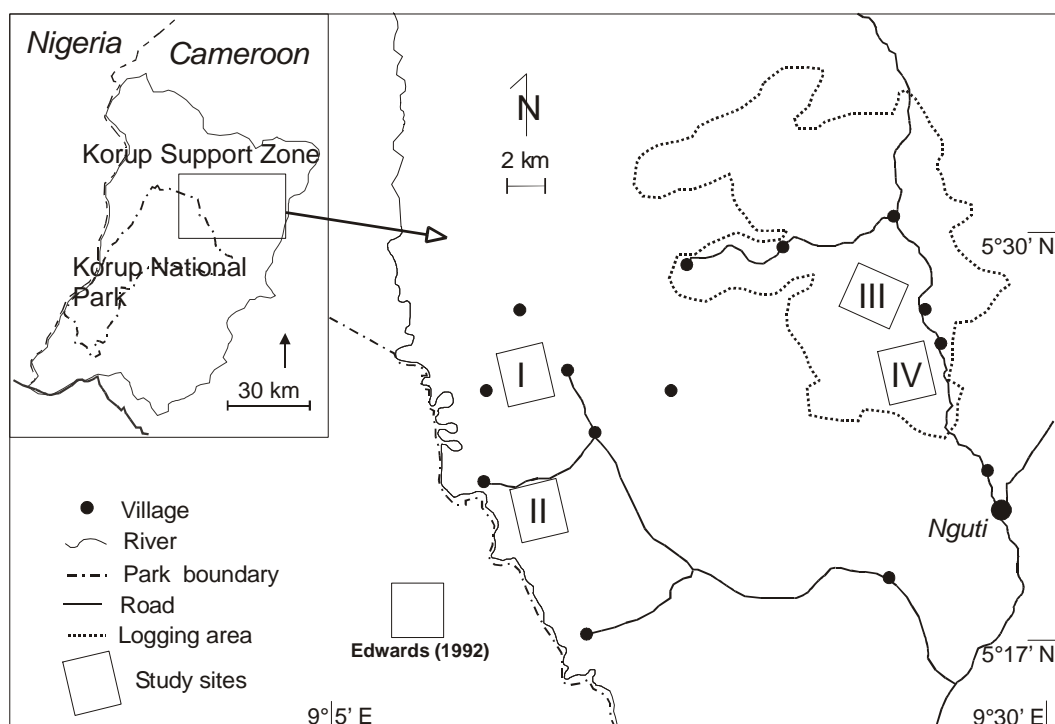 Nigeria
Cameroon
Korup Support Zone
Korup National
Park
30 km
N
2 km
5°30' N
I
II
III
IV
Nguti
Village
River
Park boundary
Road
Logging area
Study sites
Edwards (1992)
5°17' N
9°5' E
9°30' E